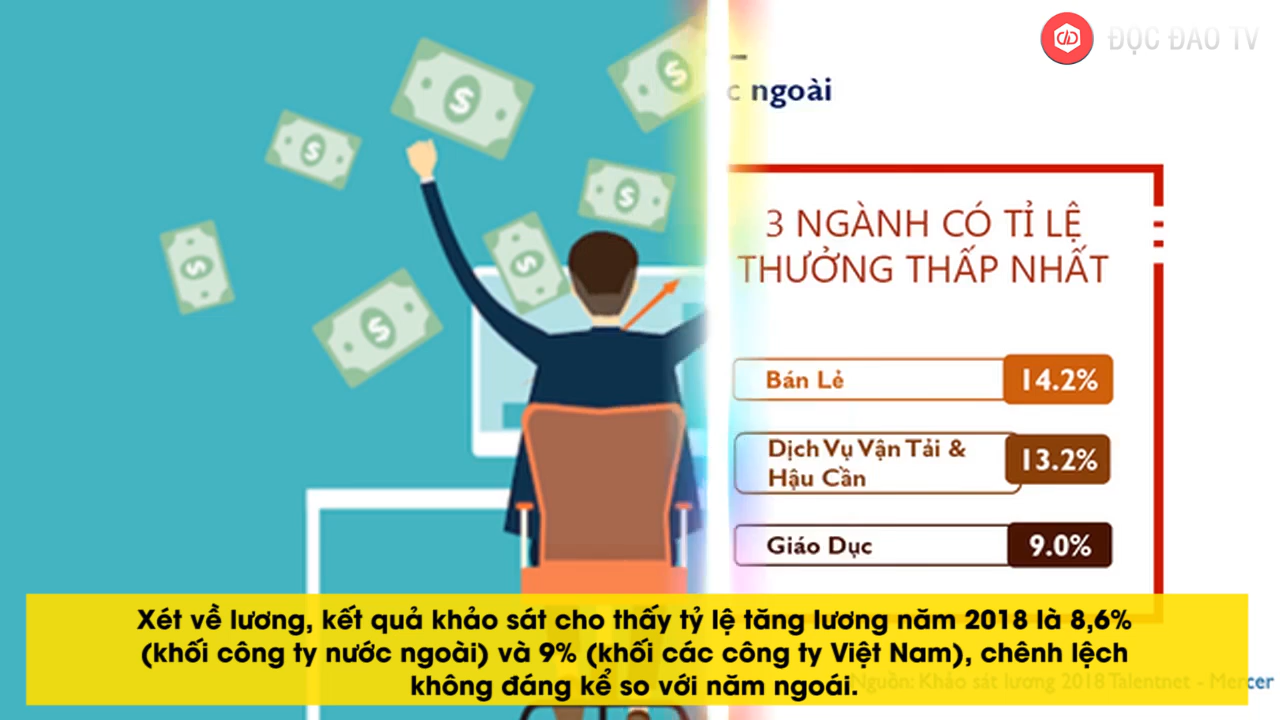 ĐỘC ĐAO TV
ngoài
3 NGÀNH CÓ TỈ LỆ
THƯỞNG THẤP NHẤT
Bán Lẻ 14.2%
Dịch Vụ Vận Tải & 13.2%
Hậu Cần
Giáo Dục 9.0%
Xét về lương, kết quả khảo sát cho thấy tỷ lệ tăng lương năm 2018 là 8,6%
(khối công ty nước ngoài) và 9% (khối các công ty Việt Nam), chênh lệch
không đáng kể so với năm ngoái.
Nguồn: Khảo sát lương 2018 Talentnet - Mercer